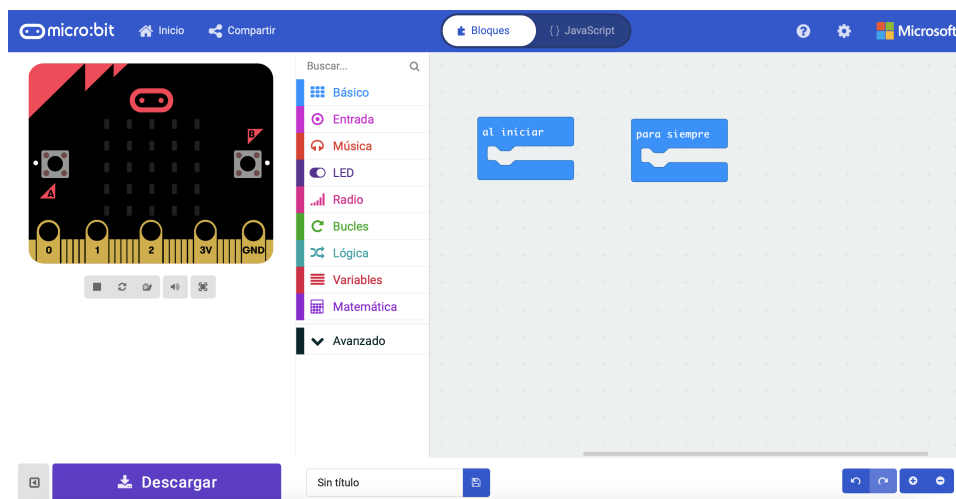 micro:bit Inicio Compartir Bloques {} JavaScript ? Microsoft
Buscar...
Básico
Entrada
Música
LED
Radio
Bucles
Lógica
Variables
Matemática
Avanzado
al iniciar
para siempre
A
B
0 1 2 3V GND
Descargar
Sin título